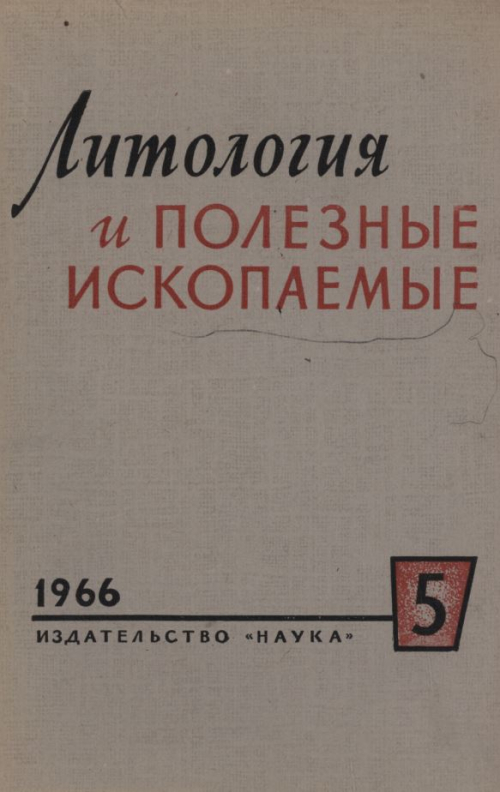 Литология
и ПОЛЕЗНЫЕ
ИСКОПАЕМЫЕ
1966
5
ИЗДАТЕЛЬСТВО «НАУКА»